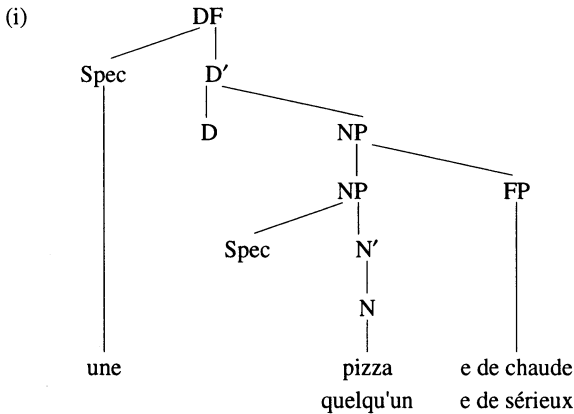 (i) DF
Spec D′
D NP
NP FP
Spec N′
N
une pizza e de chaude
quelqu'un e de sérieux